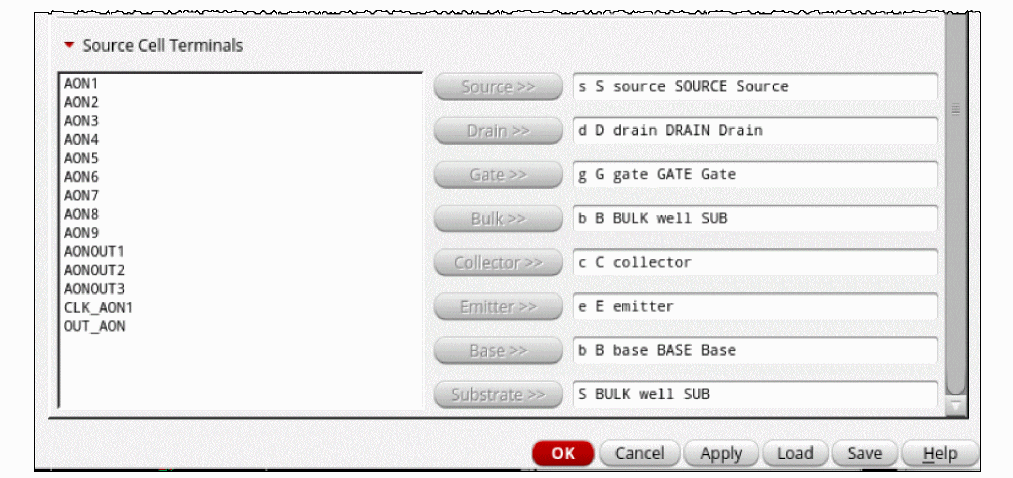 Source Cell Terminals
AON1
AON2
AON3
AON4
AON5
AON6
AON7
AON8
AON9
AONOUT1
AONOUT2
AONOUT3
CLK_AON1
OUT_AON
Source >> s S source SOURCE Source
Drain >> d D drain DRAIN Drain
Gate >> g G gate GATE Gate
Bulk >> b B BULK well SUB
Collector >> c C collector
Emitter >> e E emitter
Base >> b B base BASE Base
Substrate >> S BULK well SUB
OK Cancel Apply Load Save Help